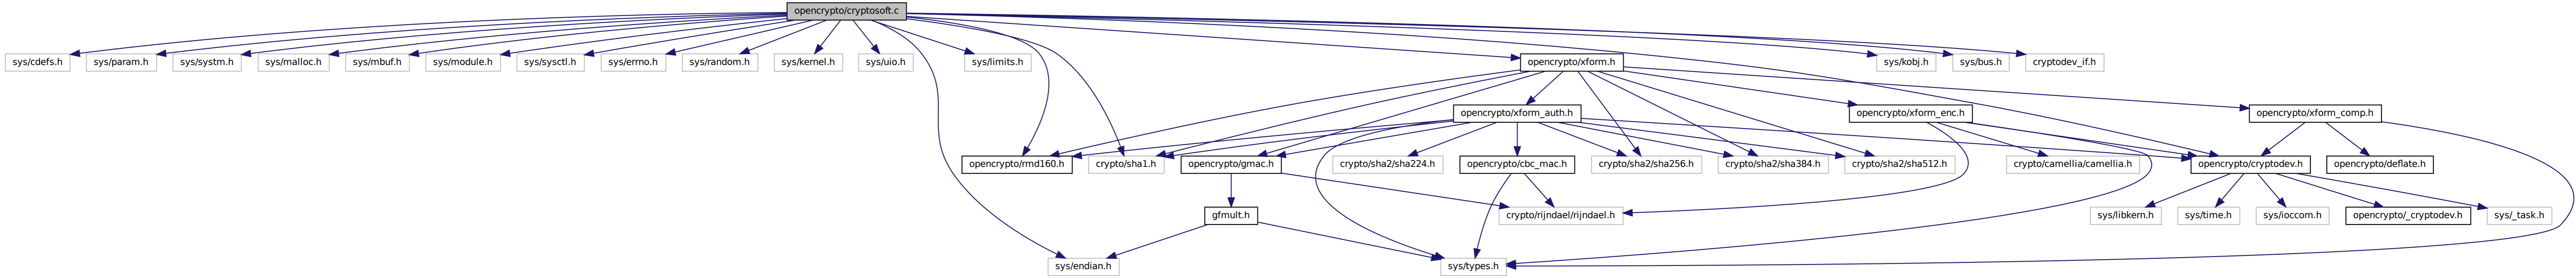 opencrypto/cryptosoft.c
sys/cdefs.h
sys/param.h
sys/systm.h
sys/malloc.h
sys/mbuf.h
sys/module.h
sys/sysctl.h
sys/errno.h
sys/random.h
sys/kernel.h
sys/uio.h
sys/limits.h
opencrypto/xform.h
sys/kobj.h
sys/bus.h
cryptodev_if.h
opencrypto/xform_auth.h
opencrypto/xform_enc.h
opencrypto/xform_comp.h
opencrypto/rmd160.h
crypto/sha1.h
opencrypto/gmac.h
crypto/sha2/sha224.h
opencrypto/cbc_mac.h
crypto/sha2/sha256.h
crypto/sha2/sha384.h
crypto/sha2/sha512.h
crypto/camellia/camellia.h
opencrypto/cryptodev.h
opencrypto/deflate.h
gfmult.h
crypto/rijndael/rijndael.h
sys/libkern.h
sys/time.h
sys/ioccom.h
opencrypto/_cryptodev.h
sys/_task.h
sys/endian.h
sys/types.h